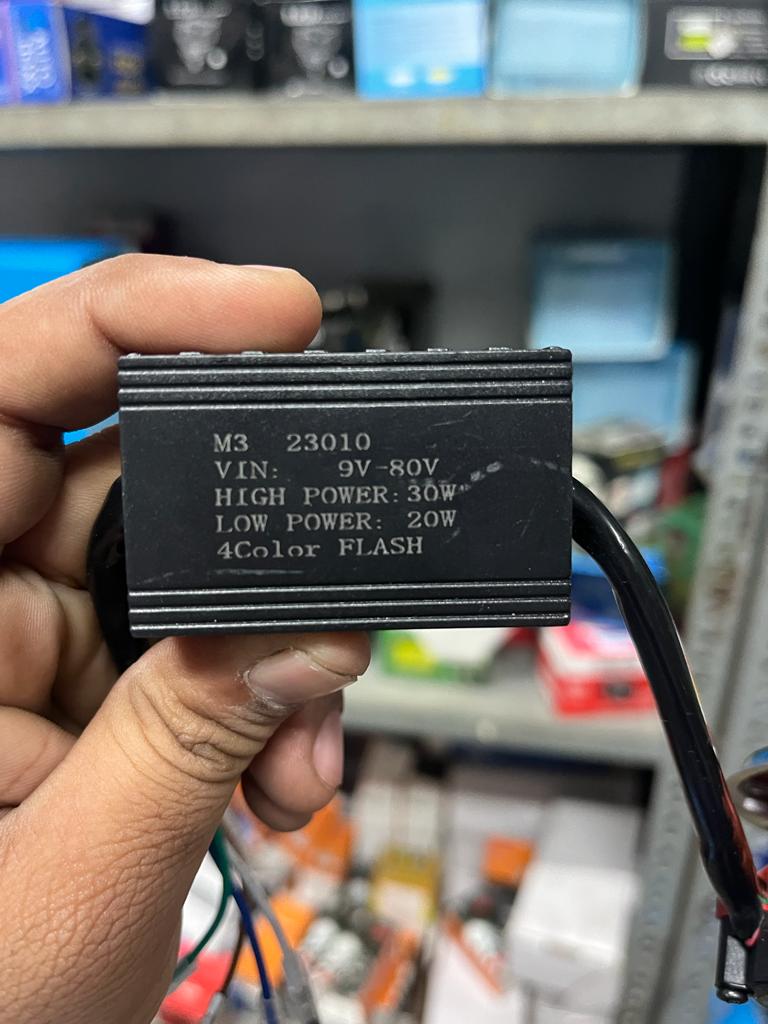 M3 23010
VIN: 9V-80V
HIGH POWER:30W
LOW POWER: 20W
4Color FLASH